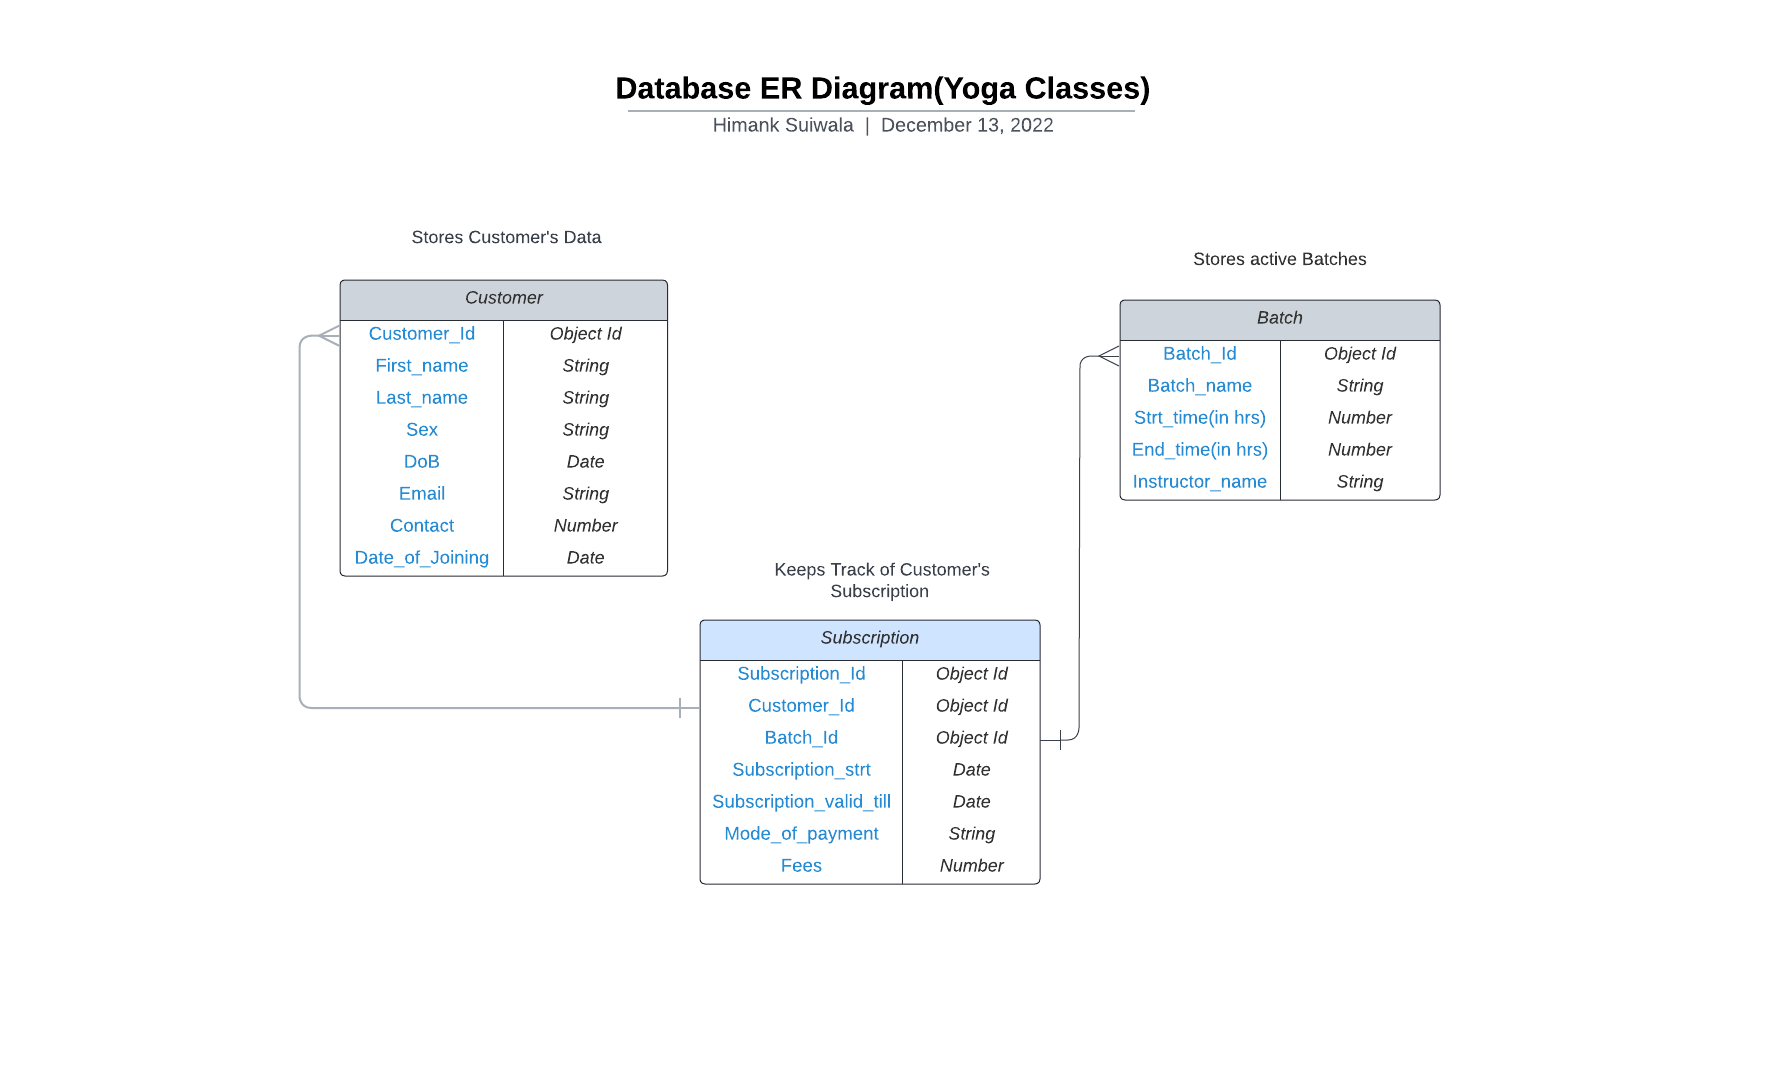 Database ER Diagram(Yoga Classes)
Himank Suiwala | December 13, 2022
Stores Customer's Data
Customer
Customer_Id Object Id
First_name String
Last_name String
Sex String
DoB Date
Email String
Contact Number
Date_of_Joining Date
Stores active Batches
Batch
Batch_Id Object Id
Batch_name String
Strt_time(in hrs) Number
End_time(in hrs) Number
Instructor_name String
Keeps Track of Customer's
Subscription
Subscription
Subscription_Id Object Id
Customer_Id Object Id
Batch_Id Object Id
Subscription_strt Date
Subscription_valid_till Date
Mode_of_payment String
Fees Number